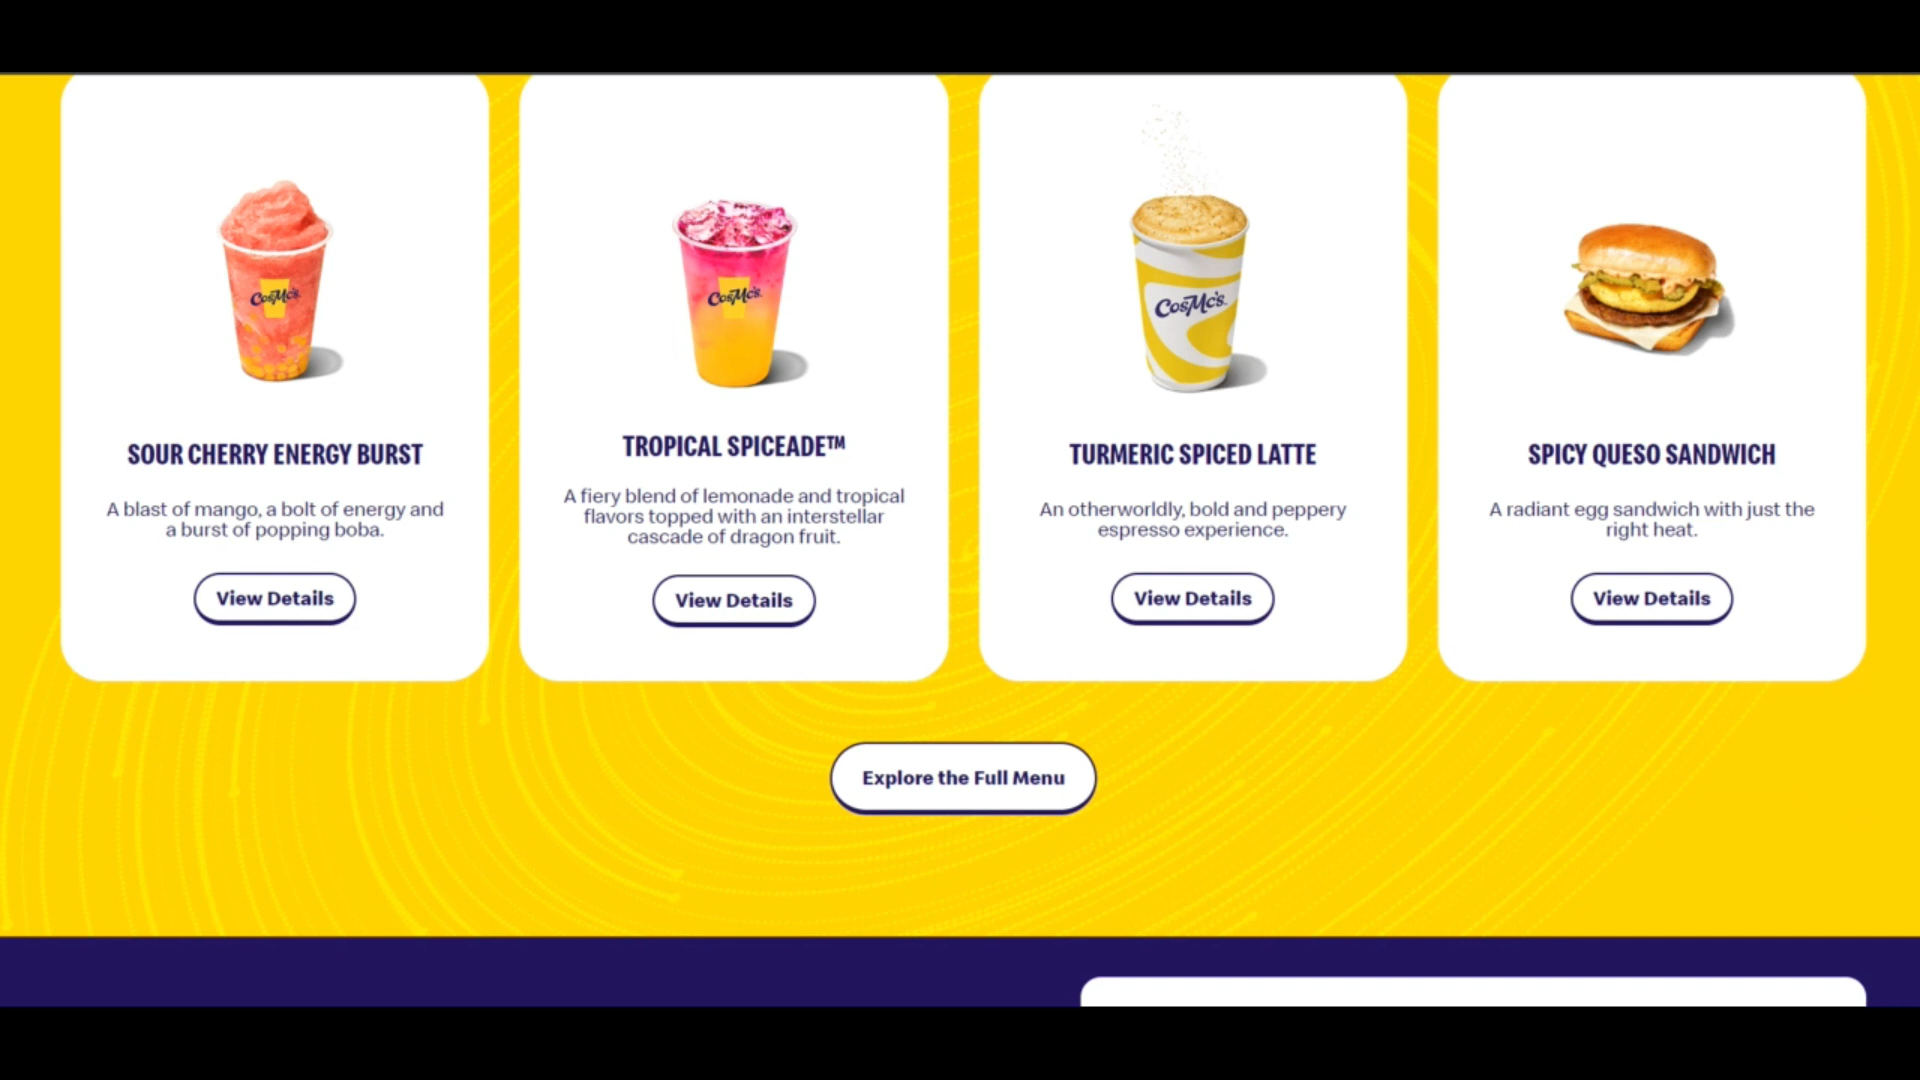 CosMc's.
CosMc's.
CosMc's.
SOUR CHERRY ENERGY BURST
A blast of mango, a bolt of energy and
a burst of popping boba.
View Details
TROPICAL SPICEADE™
A fiery blend of lemonade and tropical
flavors topped with an interstellar
cascade of dragon fruit.
View Details
TURMERIC SPICED LATTE
An otherworldly, bold and peppery
espresso experience.
View Details
SPICY QUESO SANDWICH
A radiant egg sandwich with just the
right heat.
View Details
Explore the Full Menu